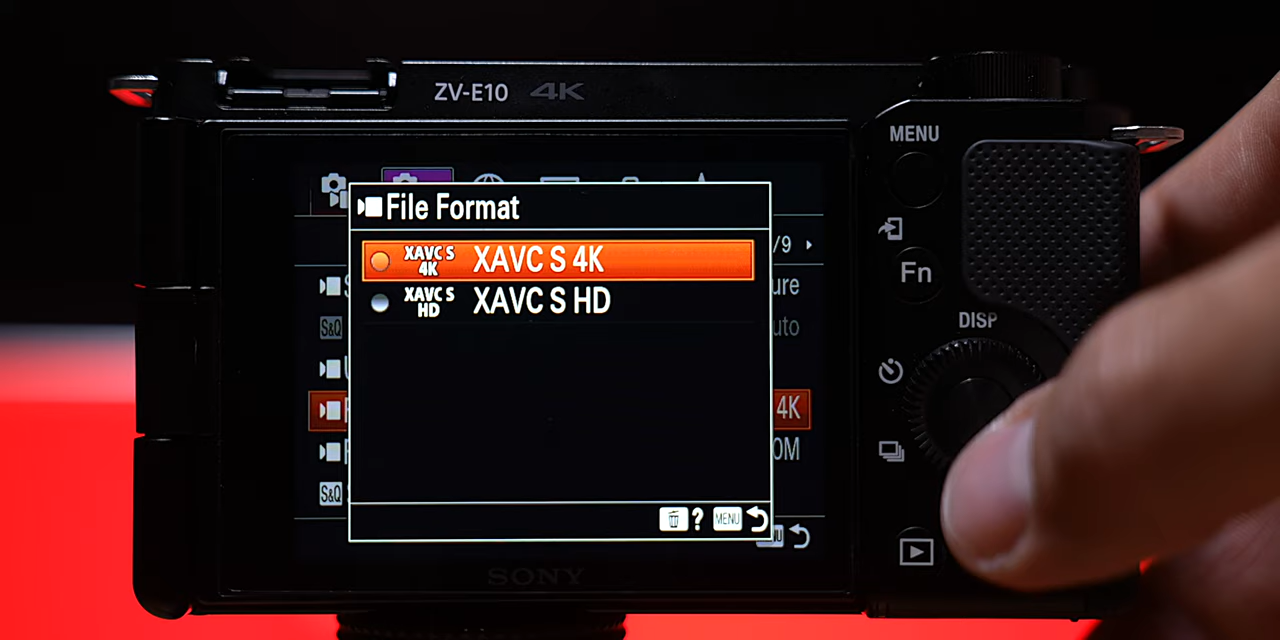 ZV-E10 4K
MENU
File Format
/9
XAVC S 4K XAVC S 4K
XAVC S HD XAVC S HD
ure
S&Q
uto
Fn
DISP
4K
0M
S&Q
? MENU
SONY